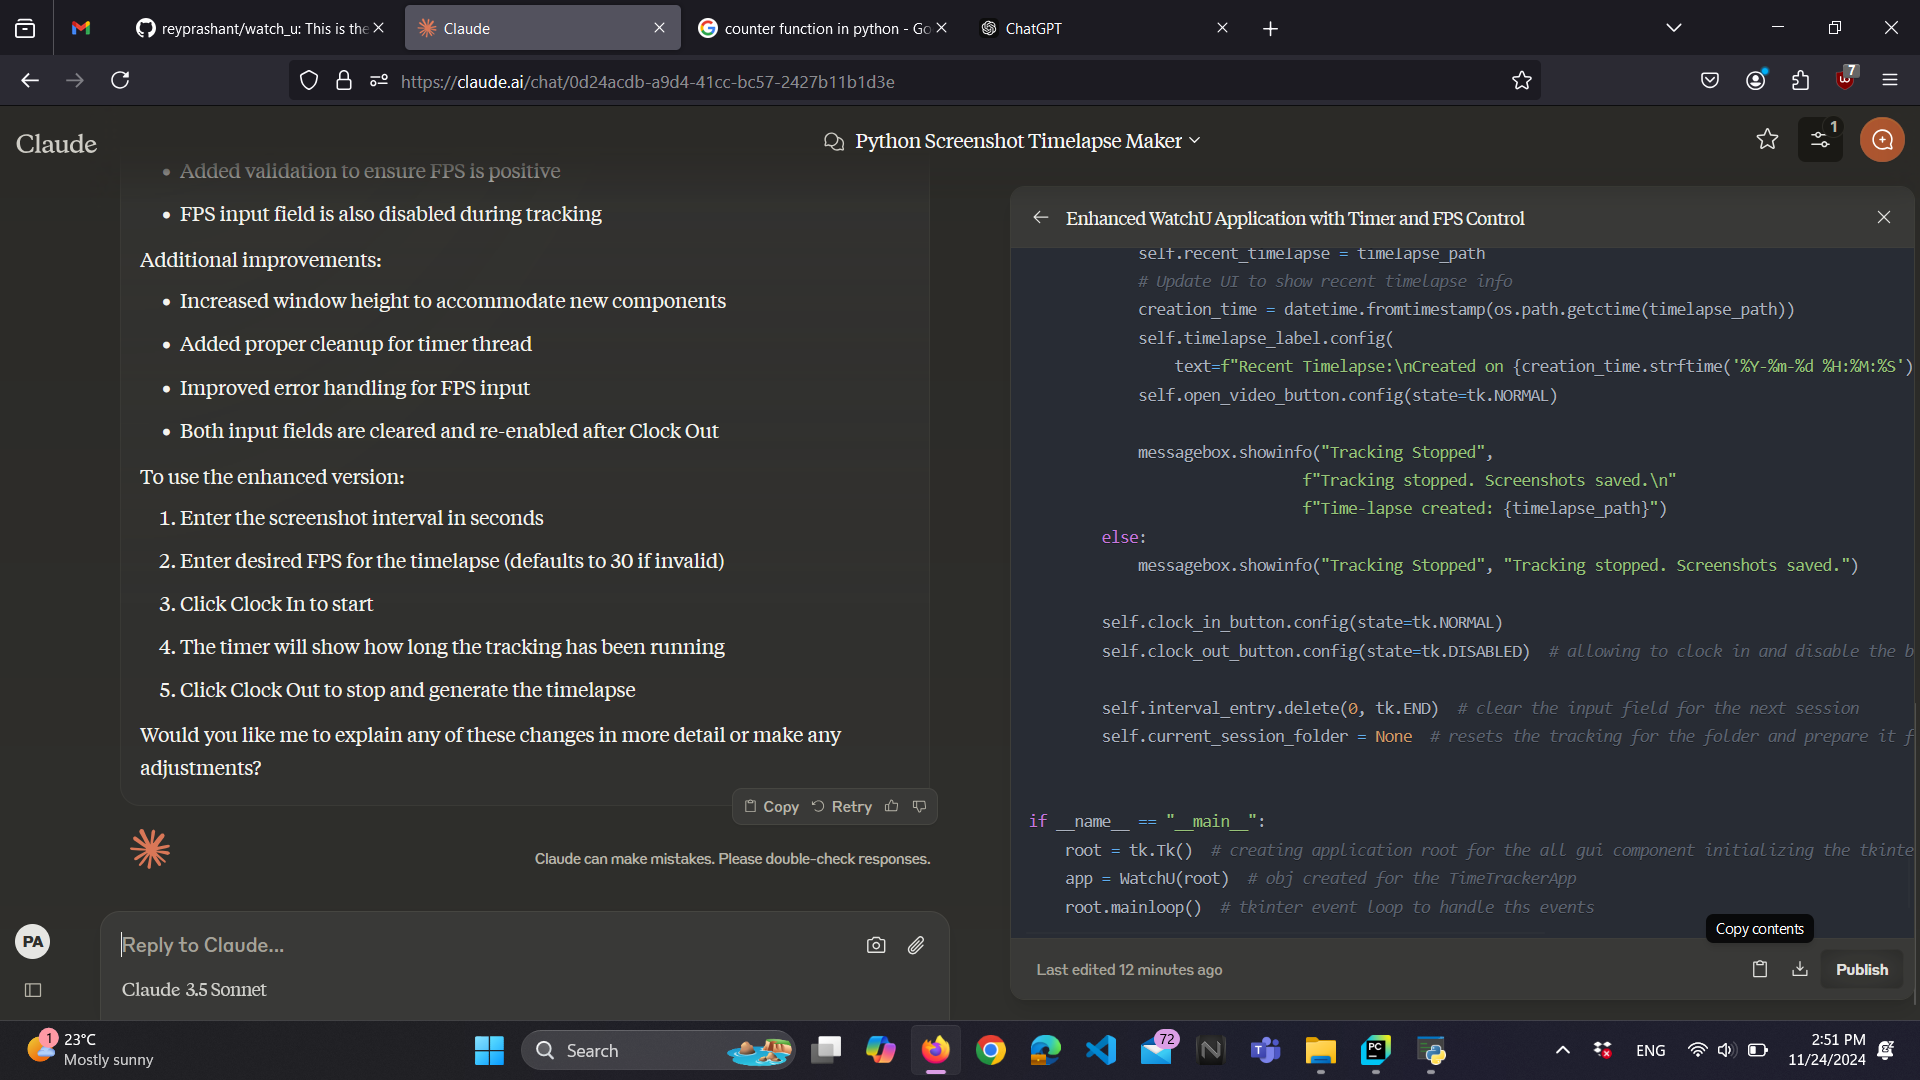 reyprashant/watch_u: This is the
Claude
counter function in python - Go
ChatGPT
https://claude.ai/chat/0d24acdb-a9d4-41cc-bc57-2427b11b1d3e
7
Claude
Python Screenshot Timelapse Maker
1
Added validation to ensure FPS is positive
FPS input field is also disabled during tracking
Additional improvements:
Increased window height to accommodate new components
Added proper cleanup for timer thread
Improved error handling for FPS input
Both input fields are cleared and re-enabled after Clock Out
To use the enhanced version:
1. Enter the screenshot interval in seconds
2. Enter desired FPS for the timelapse (defaults to 30 if invalid)
3. Click Clock In to start
4. The timer will show how long the tracking has been running
5. Click Clock Out to stop and generate the timelapse
Would you like me to explain any of these changes in more detail or make any
adjustments?
Copy Retry
Claude can make mistakes. Please double-check responses.
PA
Reply to Claude...
Claude 3.5 Sonnet
Enhanced WatchU Application with Timer and FPS Control
self.recent_timelapse = timelapse_path
# Update UI to show recent timelapse info
creation_time = datetime.fromtimestamp(os.path.getctime(timelapse_path))
self.timelapse_label.config(
text=f"Recent Timelapse:\nCreated on {creation_time.strftime('%Y-%m-%d %H:%M:%S')
self.open_video_button.config(state=tk.NORMAL)
messagebox.showinfo("Tracking Stopped",
f"Tracking stopped. Screenshots saved.\n"
f"Time-lapse created: {timelapse_path}")
else:
messagebox.showinfo("Tracking Stopped", "Tracking stopped. Screenshots saved.")
self.clock_in_button.config(state=tk.NORMAL)
self.clock_out_button.config(state=tk.DISABLED) # allowing to clock in and disable the b
self.interval_entry.delete(0, tk.END) # clear the input field for the next session
self.current_session_folder = None # resets the tracking for the folder and prepare it f
if __name__ == "__main__":
root = tk.Tk() # creating application root for the all gui component initializing the tkinte
app = WatchU(root) # obj created for the TimeTrackerApp
root.mainloop() # tkinter event loop to handle ths events
Copy contents
Last edited 12 minutes ago
Publish
1
23°C
Mostly sunny
Search
72
PC
ENG
2:51 PM
11/24/2024